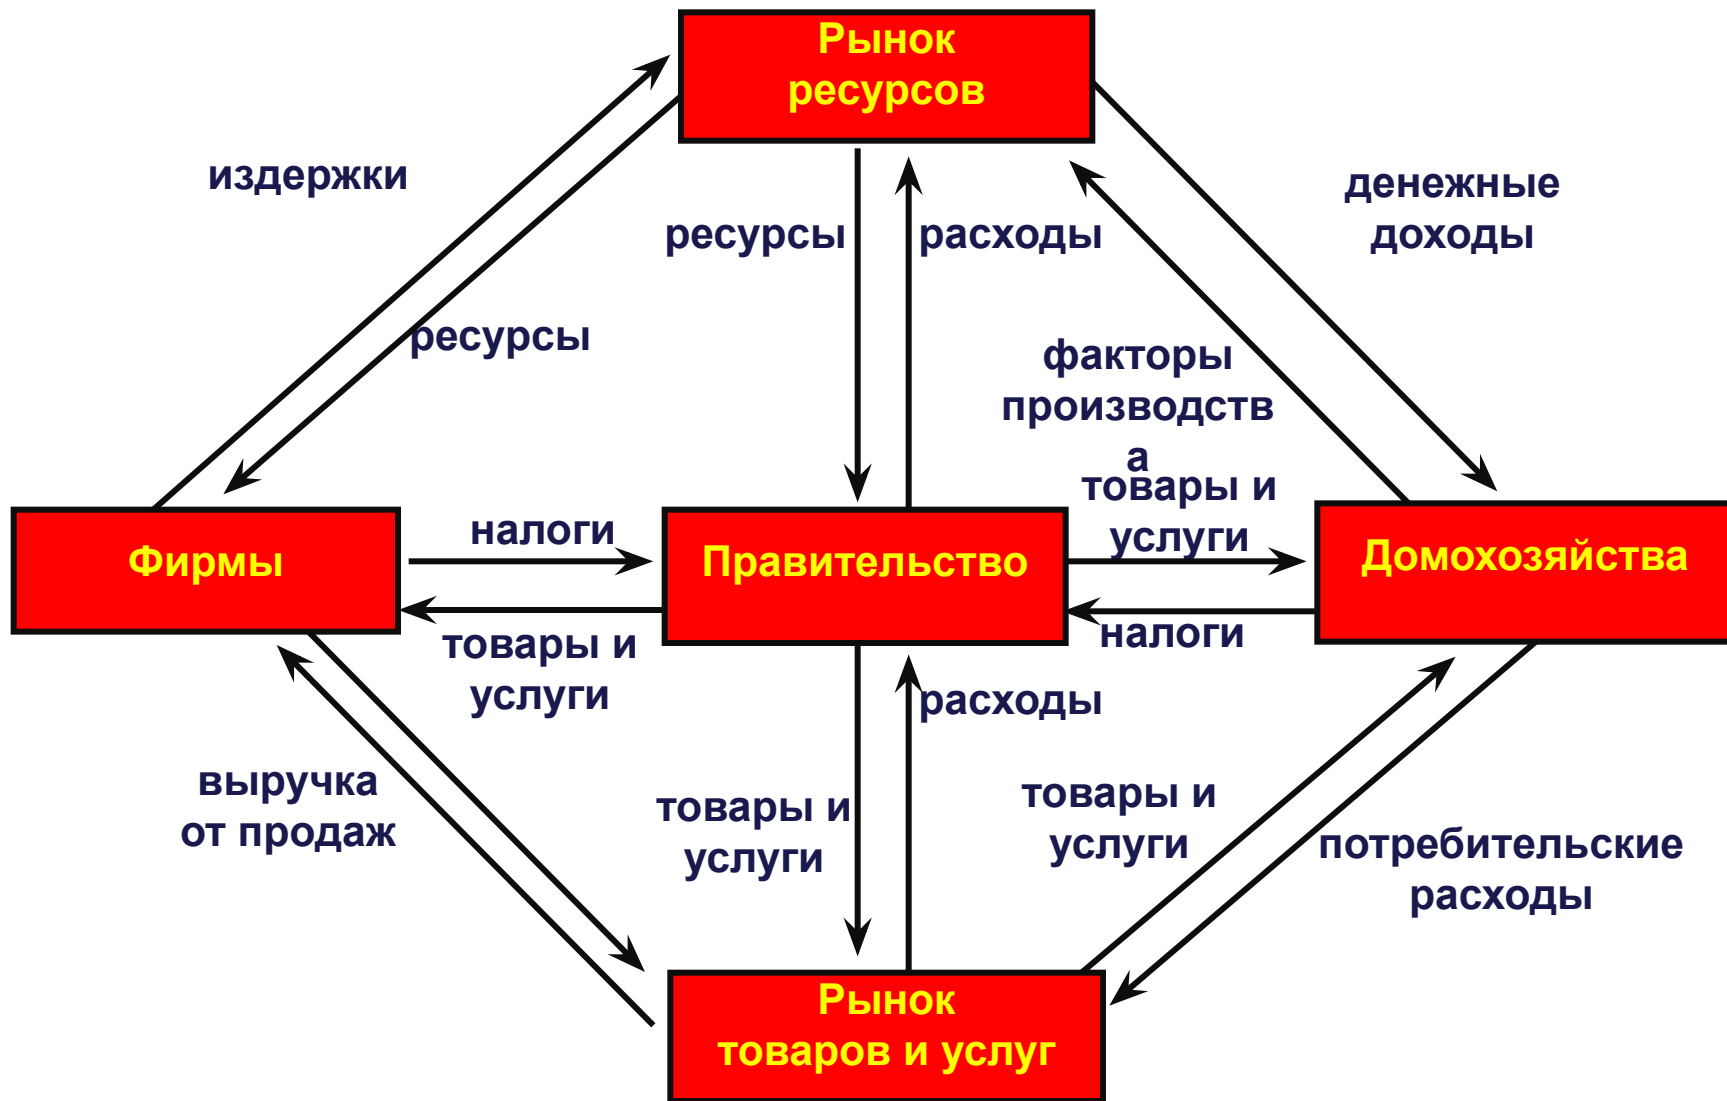 Рынок
ресурсов
издержки
денежные
доходы
ресурсы
расходы
ресурсы
факторы
производств
а
товары и
услуги
налоги
Фирмы
Правительство
Домохозяйства
товары и
услуги
налоги
расходы
выручка
от продаж
товары и
услуги
товары и
услуги
потребительские
расходы
Рынок
товаров и услуг